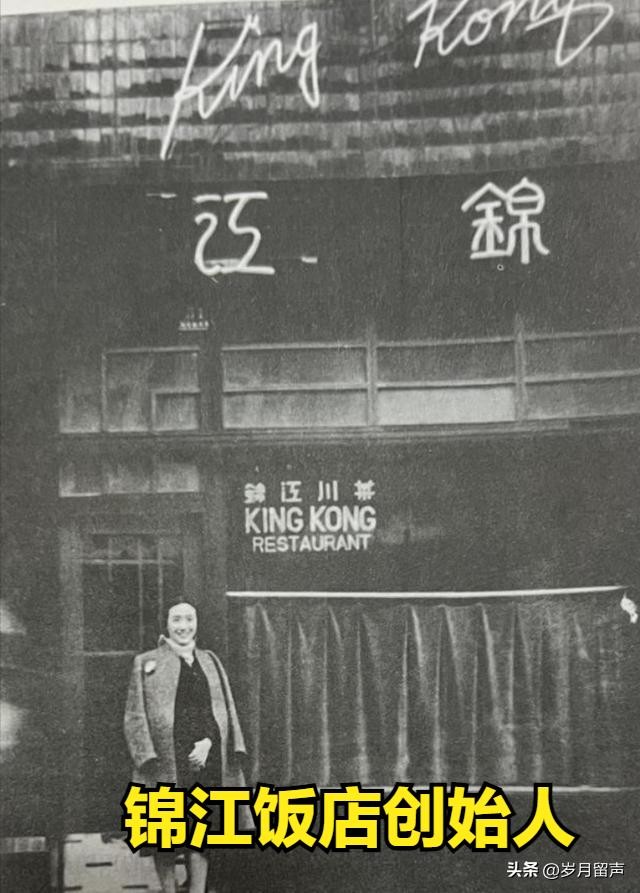 King Kong
錦江
錦江川菜
KING KONG
RESTAURANT
锦江饭店创始人
头条 @岁月留声